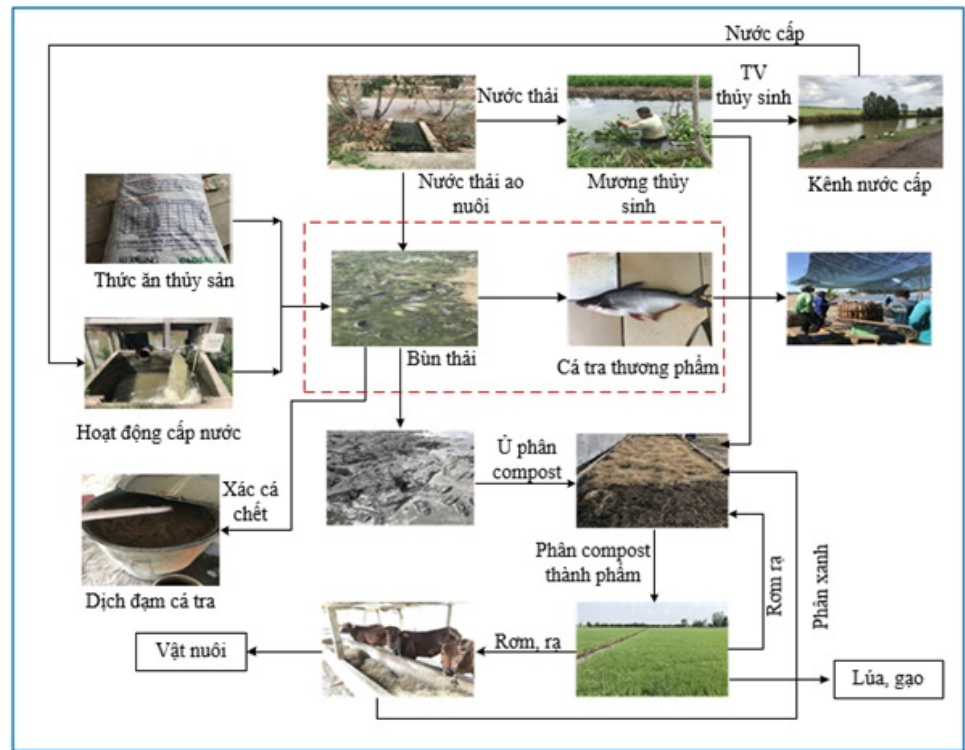 Nước cấp
Nước thải
TV
thủy sinh
Nước thải ao
nuôi
Mương thủy
sinh
Kênh nước cấp
Thức ăn thủy sản
Bùn thải
Cá tra thương phẩm
Hoạt động cấp nước
Xác cá
chết
Ủ phân
compost
Dịch đạm cá tra
Phân compost
thành phẩm
Rơm rạ
Phân xanh
Vật nuôi
Rơm, rạ
Lúa, gạo